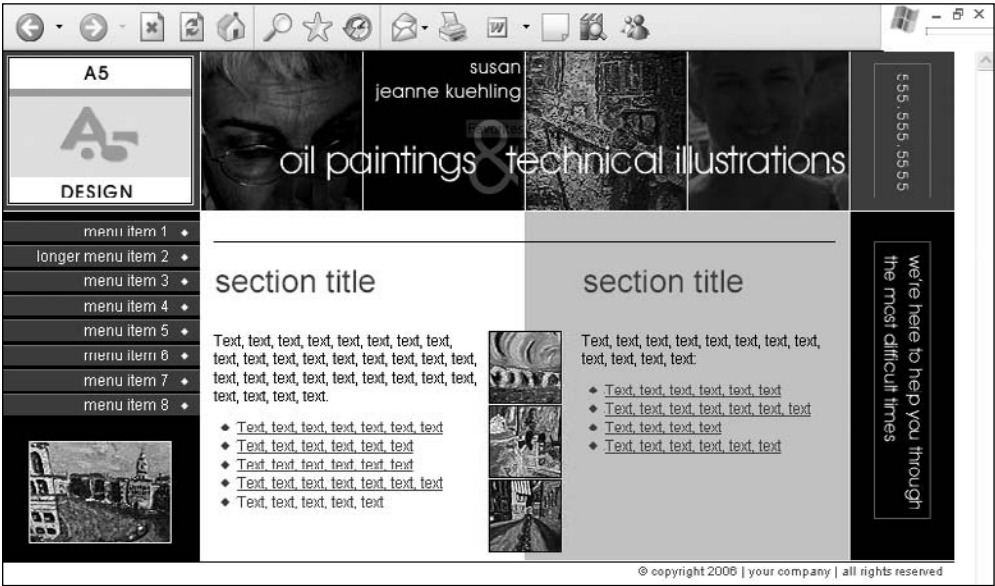 A5
DESIGN
susan
jeanne kuehling
Favorites
oil paintings & technical illustrations
555.555.5555
menu item 1
longer menu item 2
menu item 3
menu item 4
menu item 5
menu item 6
menu item 7
menu item 8
section title
Text, text, text, text, text, text, text, text,
text, text, text, text, text, text, text, text, text,
text, text, text, text, text, text, text, text, text,
text, text, text, text.
Text, text, text, text, text, text, text
Text, text, text, text, text, text
Text, text, text, text, text, text
Text, text, text, text, text, text, text
Text, text, text, text, text
section title
Text, text, text, text, text, text, text, text,
text, text, text, text, text:
Text, text, text, text, text, text
Text, text, text, text, text, text, text
Text, text, text, text
Text, text, text, text, text, text
we're here to hep you through
the most difficult times
© copyright 2006 | your company | all rights reserved